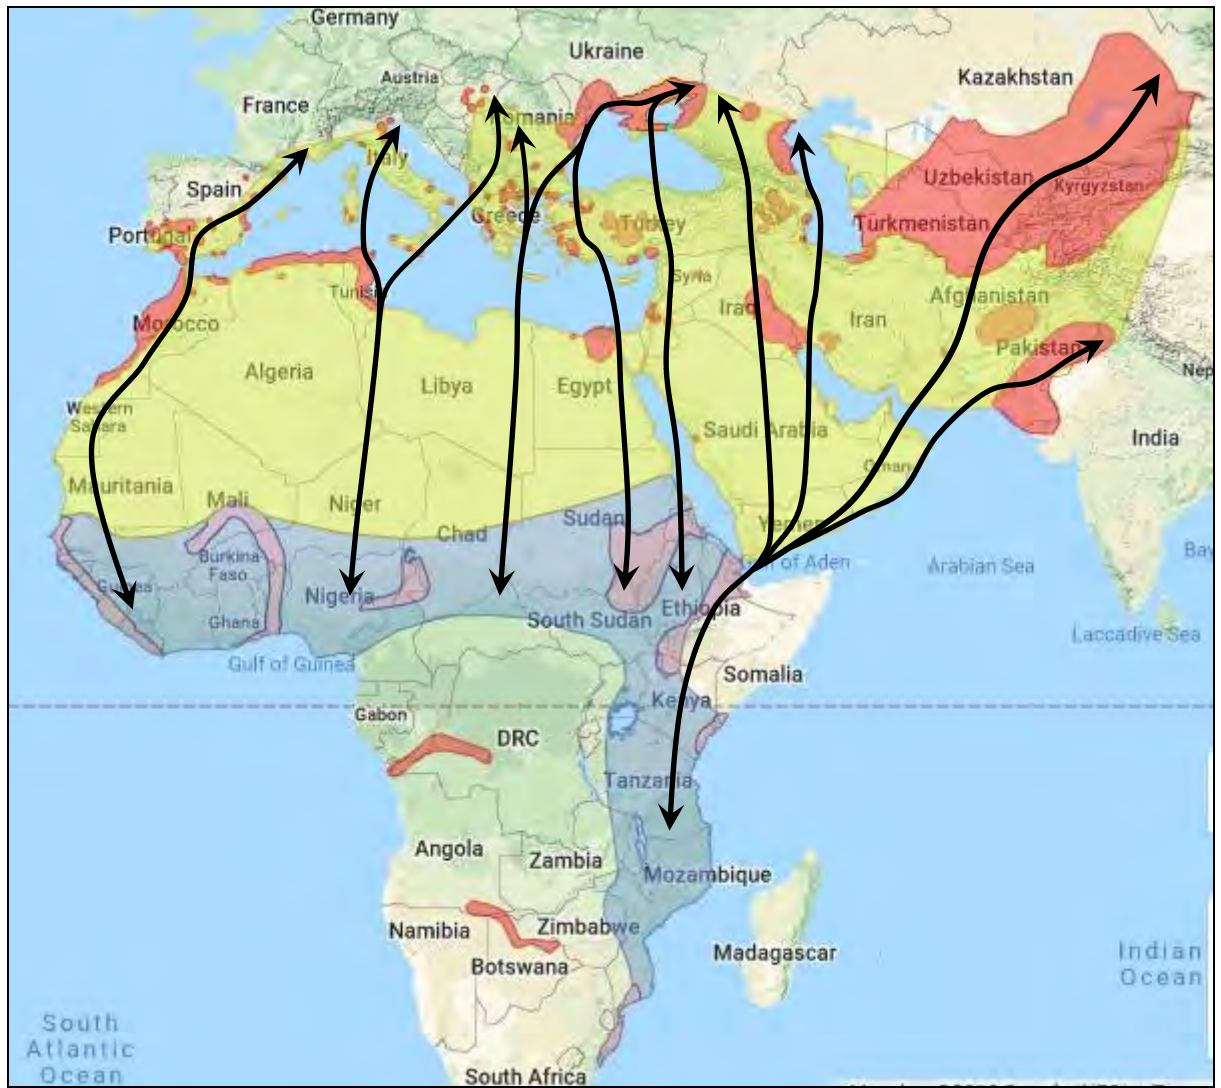 Germany
Ukraine
Austria
Kazakhstan
France
Romania
Italy
Uzbekistan
Kyrgyzstan
Spain
Greece
Turkey
Türkmenistan
Portugal
Syria
Tunisia
Afghanistan
Iraq
Iran
Morocco
Pakistan
Nep
Algeria
Libya
Egypt
Western
Sahara
Saudi Arabia
India
Oman
Mauritania
Mali
Niger
Chad
Sudan
Yemen
Burkina
Faso
Gulf of Aden
Arabian Sea
Bay
Guinea
Nigeria
Ethiopia
Ghana
South Sudan
Laccadive Sea
Gulf of Guinea
Somalia
Kenya
Gabon
DRC
Tanzania
Angola
Zambia
Mozambique
Namibia
Zimbabwe
Madagascar
Indian
Ocean
Botswana
South
Atlantic
Ocean
South Africa